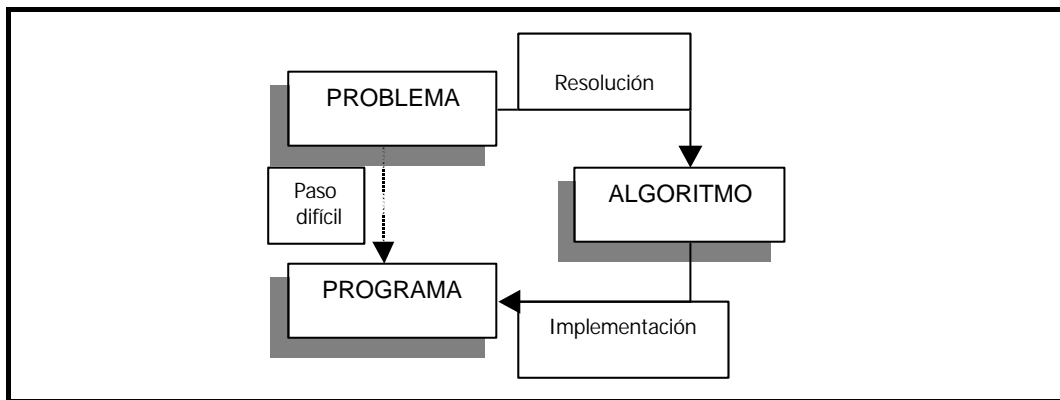 PROBLEMA
Resolución
Paso
difícil
ALGORITMO
PROGRAMA
Implementación